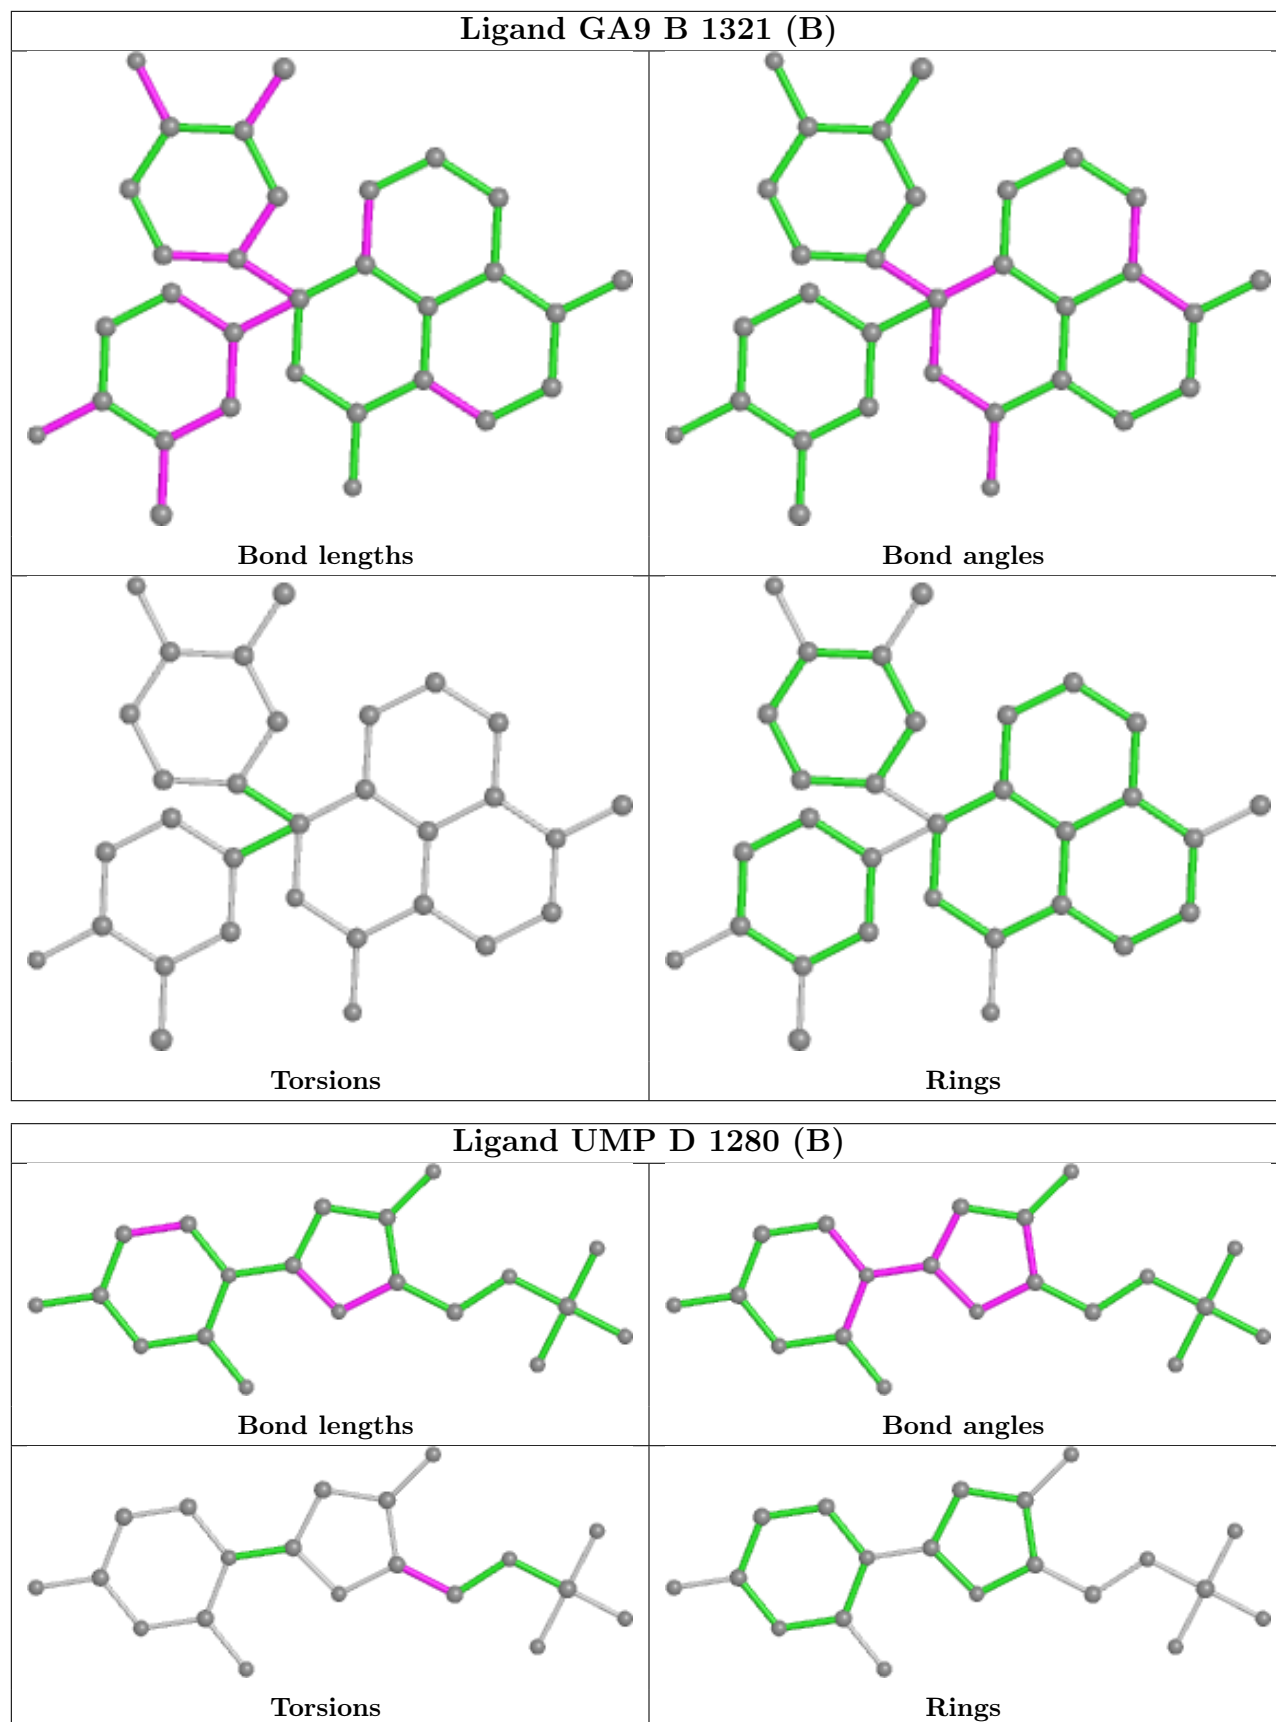 Ligand GA9 B 1321 (B)
Bond lengths
Bond angles
Torsions
Rings
Ligand UMP D 1280 (B)
Bond lengths
Bond angles
Torsions
Rings